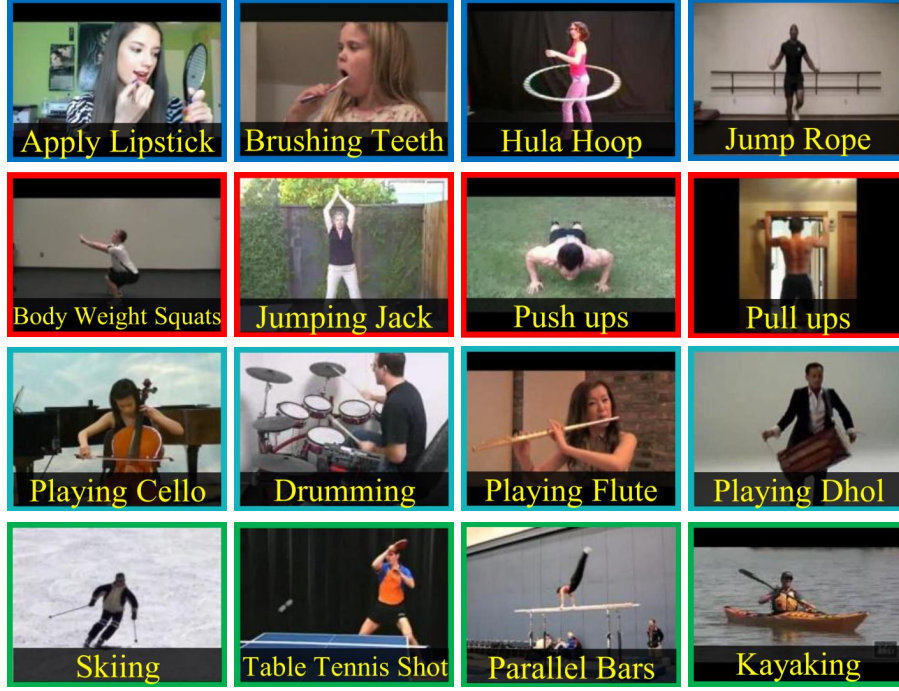 Apply Lipstick
Brushing Teeth
Hula Hoop
Jump Rope
Body Weight Squats
Jumping Jack
Push ups
Pull ups
Playing Cello
Drumming
Playing Flute
Playing Dhol
Skiing
Table Tennis Shot
Parallel Bars
Kayaking